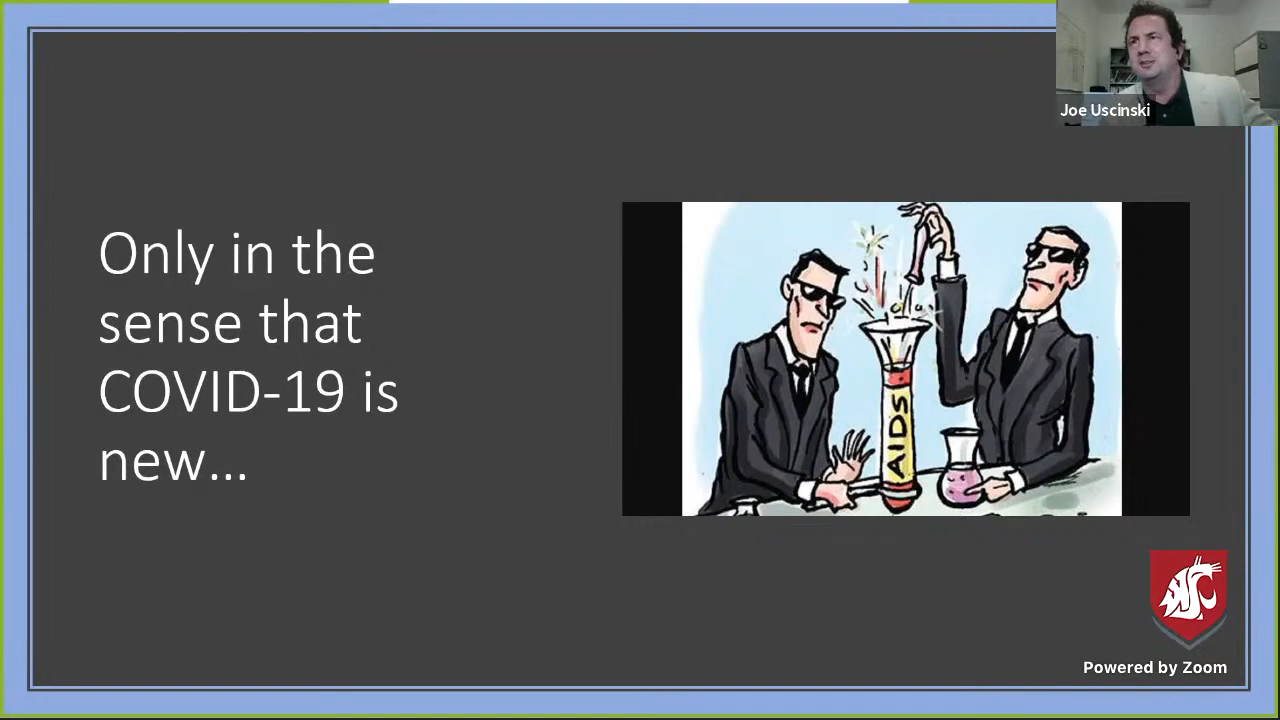 Joe Uscinski
Only in the
sense that
COVID-19 is
new...
AIDS
Powered by Zoom